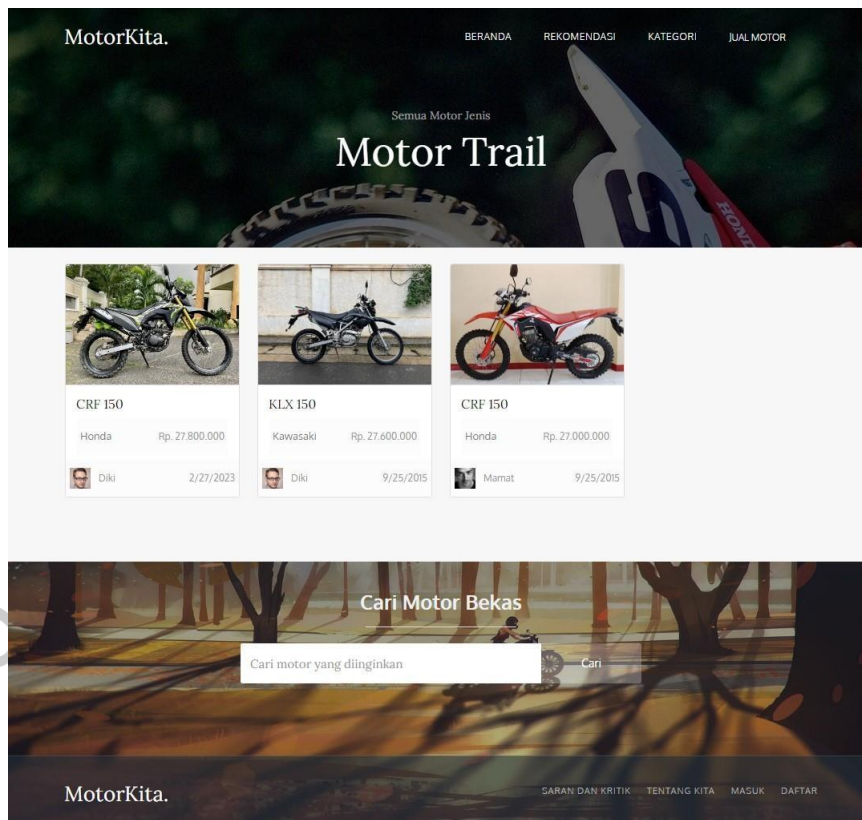 MotorKita.
BERANDA REKOMENDASI KATEGORI JUAL MOTOR
Semua Motor Jenis
Motor Trail
HONDA
CRF 150
Honda Rp. 27.800.000
Diki 2/27/2023
KLX 150
Kawasaki Rp. 27.600.000
Diki 9/25/2015
CRF 150
Honda Rp. 27.000.000
Mamat 9/25/2015
Cari Motor Bekas
Cari motor yang diinginkan Cari
MotorKita.
SARAN DAN KRITIK TENTANG KITA MASUK DAFTAR